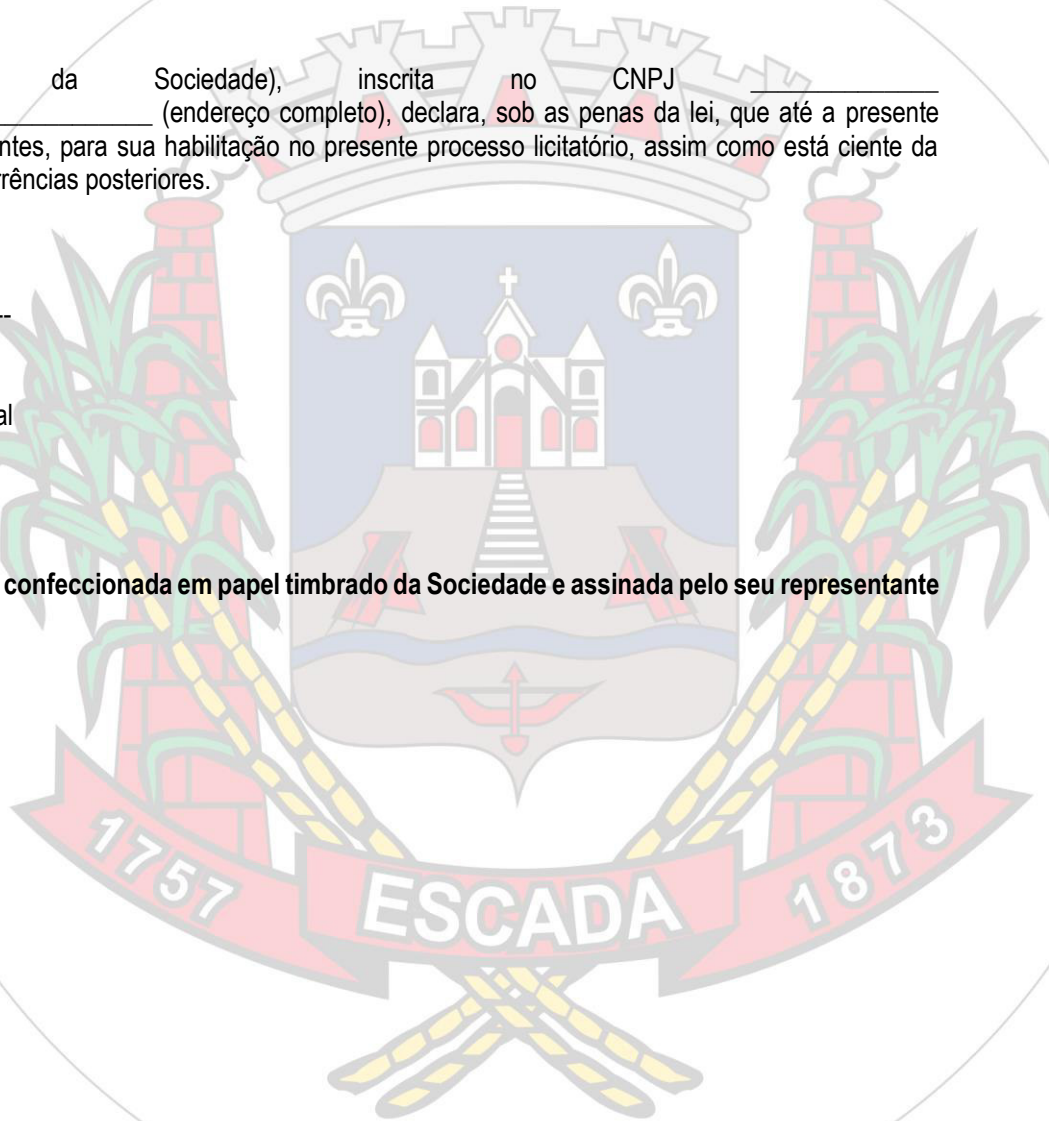 da Sociedade), inscrita no CNPJ ______________
____________ (endereço completo), declara, sob as penas da lei, que até a presente
ntes, para sua habilitação no presente processo licitatório, assim como está ciente da
rrências posteriores.
--
al
confeccionada em papel timbrado da Sociedade e assinada pelo seu representante
1757
ESCADA
1873